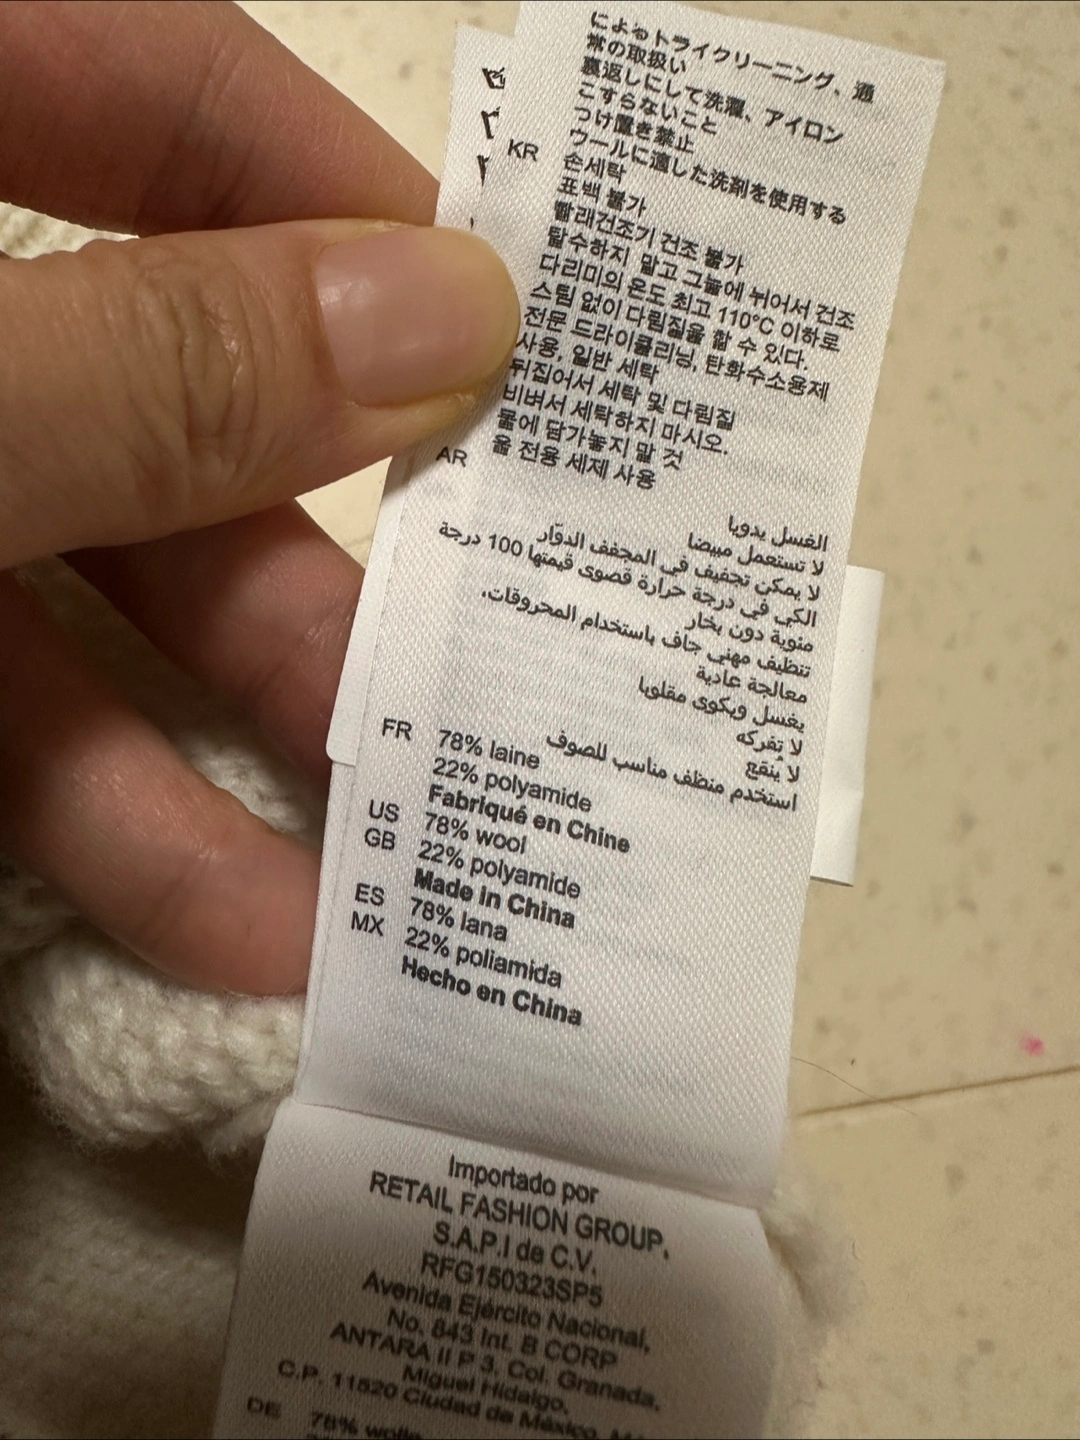 によるドライクリーニング、通
常の取扱い
裏返しにして洗濯、アイロン
こすらないこと
つけ置き禁止
ウールに適した洗剤を使用する
KR
손세탁
표백 불가
빨래건조기 건조 불가
탈수하지 말고 그늘에 뉘어서 건조
다리미의 온도 최고 110°C 이하로
스팀 없이 다림질을 할 수 있다.
전문 드라이클리닝, 탄화수소용제
사용, 일반 세탁
뒤집어서 세탁 및 다림질
비벼서 세탁하지 마시오.
물에 담가놓지 말 것
울 전용 세제 사용
AR
الغسل يدويا
لا تستعمل مبيضا
لا يمكن تجفيف في المجفف الدوّار
الكي في درجة حرارة قصوى قيمتها 100 درجة
مئوية دون بخار
تنظيف مهني جاف باستخدام المحروقات،
معالجة عادية
يغسل ويكوى مقلوبا
لا تفركه
لا ينقع
استخدم منظف مناسب للصوف
FR 78% laine
22% polyamide
Fabriqué en Chine
US 78% wool
GB 22% polyamide
Made in China
ES 78% lana
MX 22% poliamida
Hecho en China
Importado por
RETAIL FASHION GROUP,
S.A.P.I de C.V.
RFG150323SP5
Avenida Ejército Nacional,
No. 843 Int. B CORP
ANTARA II P 3, Col. Granada,
Miguel Hidalgo,
C.P. 11520 Ciudad de México,
DE 78% wolle